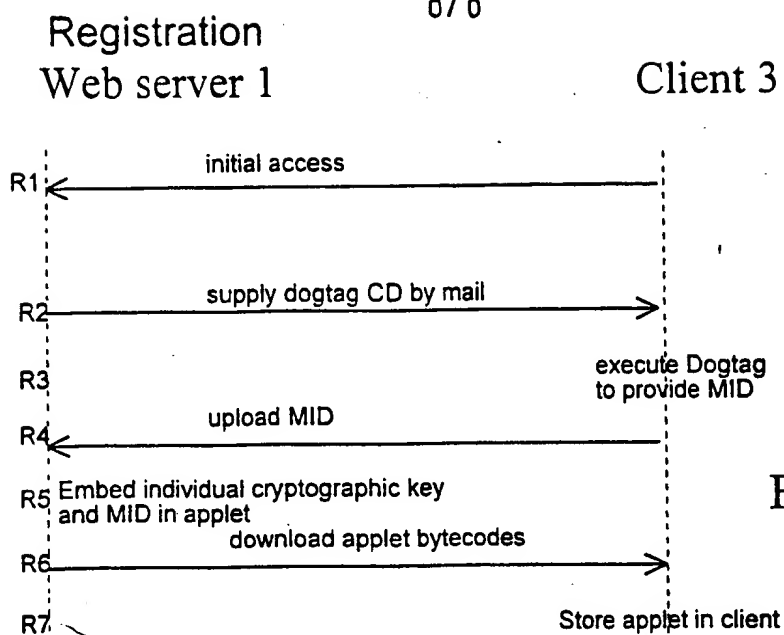 Registration
Web server 1
Client 3
R1
initial access
R2
supply dogtag CD by mail
R3
execute Dogtag
to provide MID
R4
upload MID
R5
Embed individual cryptographic key
and MID in applet
R6
download applet bytecodes
R7
Store applet in client